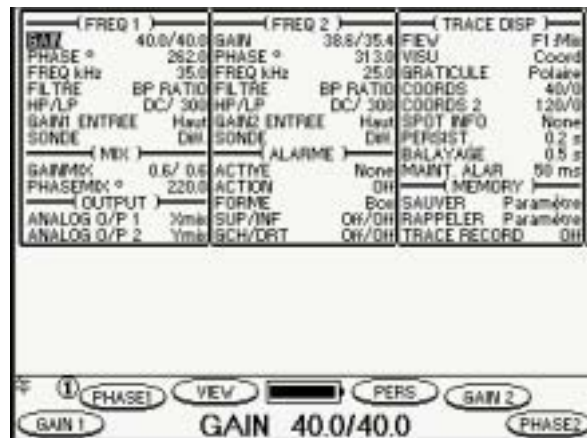 FREQ 1
GAIN 40.0/40.0
PHASE ° 262.0
FREQ kHz 35.0
FILTRE BP RATIO
HP/LP DC/ 300
GAIN1 ENTREE Haut
SONDE Diff.
MIX
GAINMIX 0.6/ 0.6
PHASEMIX ° 220.0
OUTPUT
ANALOG O/P 1 Xmix
ANALOG O/P 2 Ymix
FREQ 2
GAIN 38.6/35.4
PHASE ° 313.0
FREQ kHz 25.0
FILTRE BP RATIO
HP/LP DC/ 300
GAIN2 ENTREE Haut
SONDE Diff.
ALARME
ACTIVE None
ACTION Off
FORME Box
SUP/INF Off/Off
GCH/DRT Off/Off
TRACE DISP
VISU Coord
GRATICULE Polaire
COORDS 40/0
COORDS 2 120/0
SPOT INFO None
PERSIST 0.2 s
BALAYAGE 0.5 s
MAINT. ALAR 50 ms
MEMORY
SAUVER Paramètre
RAPPELER Paramètre
TRACE RECORD Off
① PHASE1 VIEW PERS GAIN 2
GAIN 1 GAIN 40.0/40.0 PHASE2